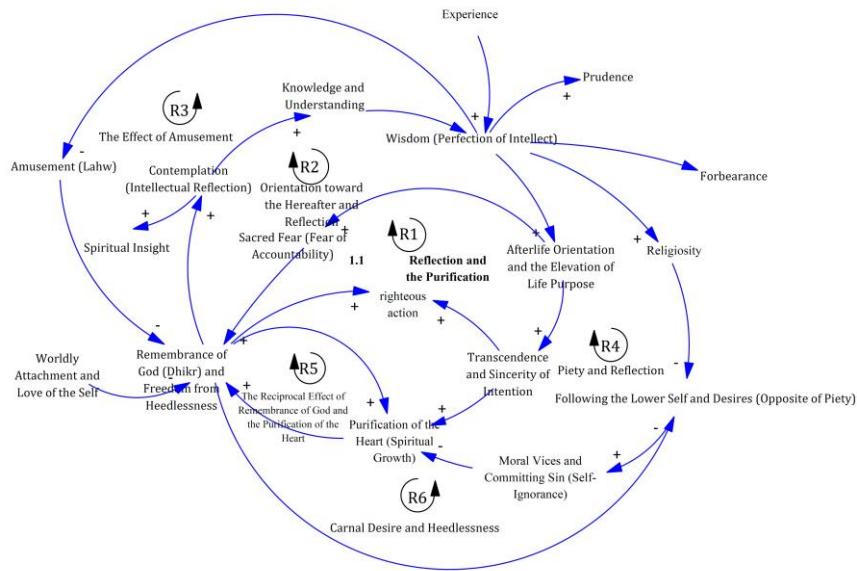 Experience
Prudence
+
Knowledge and
Understanding
+
+
Wisdom (Perfection of Intellect)
R3
The Effect of Amusement
-
Amusement (Lahw)
Contemplation
(Intellectual Reflection)
+
+
Spiritual Insight
R2
Orientation toward
the Hereafter and
Reflection
Sacred Fear (Fear of
Accountability)
+
Forbearance
R1
1.1
Reflection and
the Purification
+
Afterlife Orientation
and the Elevation of
Life Purpose
+
Religiosity
righteous
action
+
+
+
-
Remembrance of
God (Dhikr) and
Freedom from
Heedlessness
+
-
+
Worldly
Attachment and
Love of the Self
R5
The Reciprocal Effect of
Remembrance of God and
the Purification of the
Heart
Transcendence
and Sincerity of
Intention
R4
Piety and Reflection
-
Following the Lower Self and Desires (Opposite of Piety)
+
+
Purification of the
Heart (Spiritual
Growth)
-
-
+
Moral Vices and
Committing Sin (Self-
Ignorance)
R6
Carnal Desire and Heedlessness